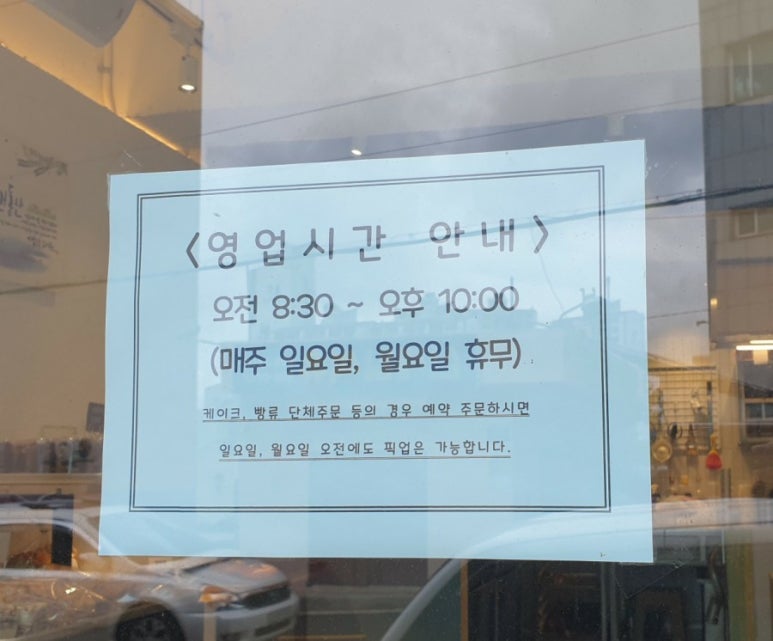 <영업시간 안내>
오전 8:30 ~ 오후 10:00
(매주 일요일, 월요일 휴무)
케이크, 빵류 단체주문 등의 경우 예약 주문하시면
일요일, 월요일 오전에도 픽업은 가능합니다.